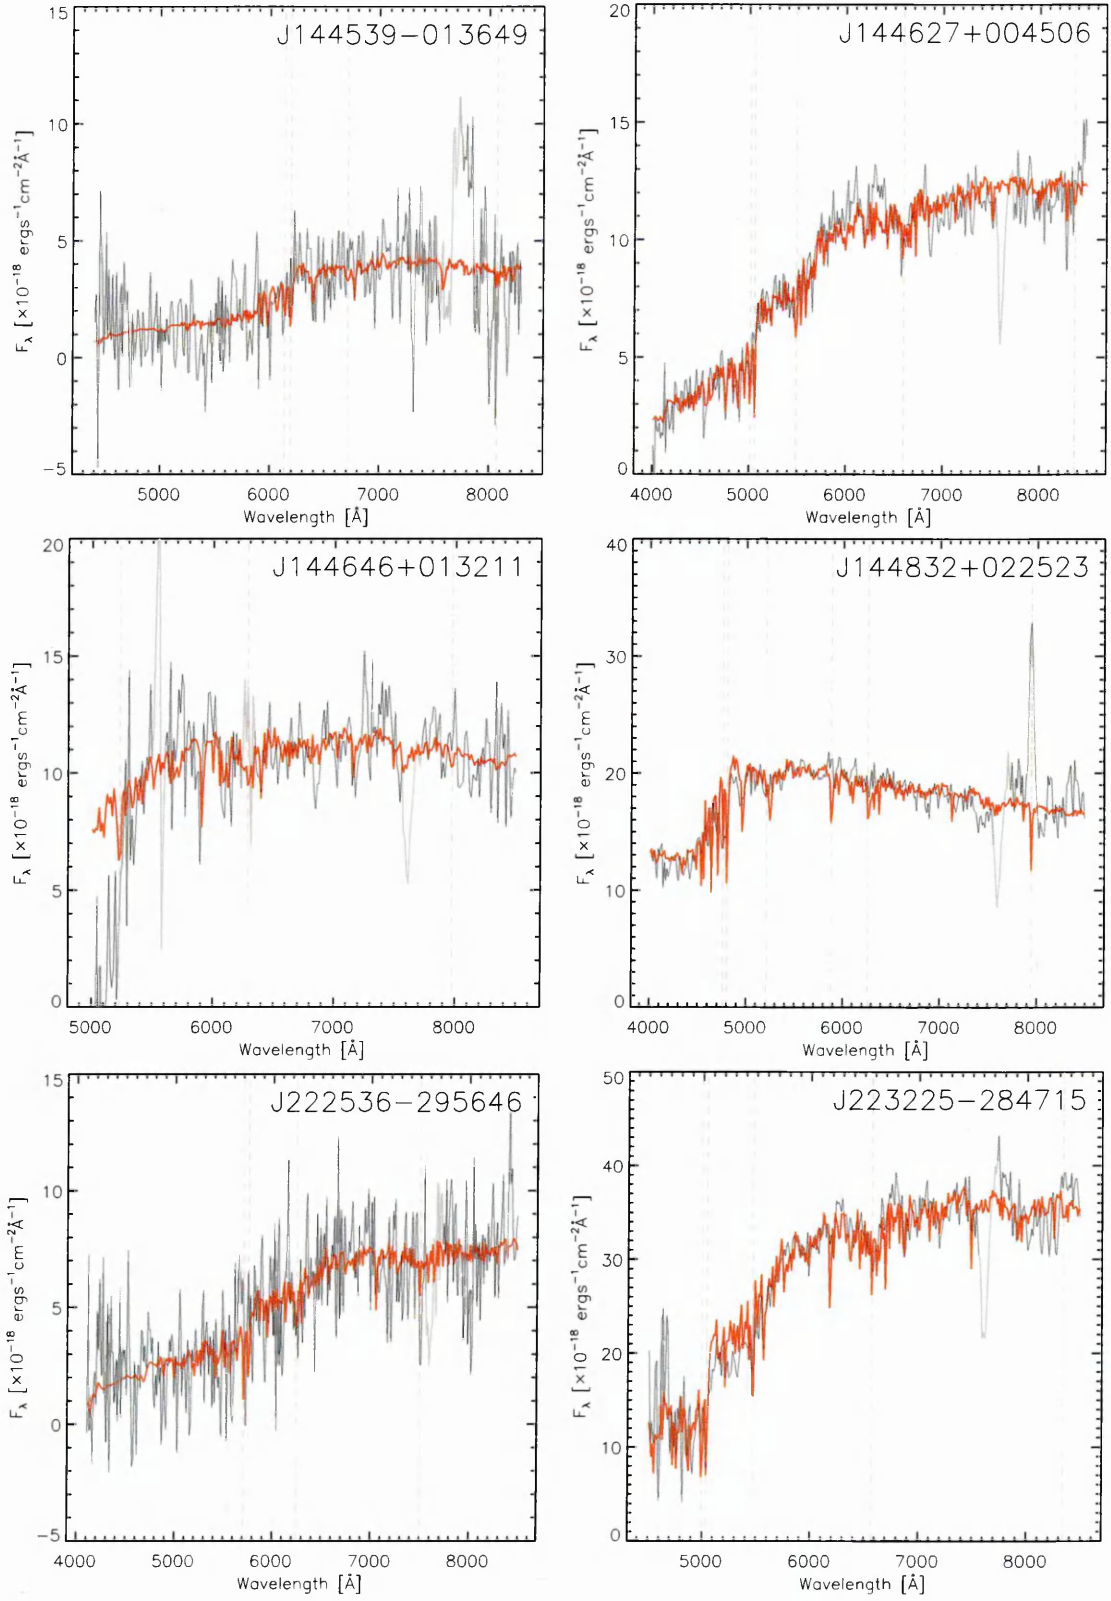 J144539−013649
15
10
5
0
−5
F_λ [×10⁻¹⁸ ergs⁻¹cm⁻²Å⁻¹]
5000 6000 7000 8000
Wavelength [Å]
J144627+004506
20
15
10
5
0
F_λ [×10⁻¹⁸ ergs⁻¹cm⁻²Å⁻¹]
4000 5000 6000 7000 8000
Wavelength [Å]
J144646+013211
20
15
10
5
0
F_λ [×10⁻¹⁸ ergs⁻¹cm⁻²Å⁻¹]
5000 6000 7000 8000
Wavelength [Å]
J144832+022523
40
30
20
10
0
F_λ [×10⁻¹⁸ ergs⁻¹cm⁻²Å⁻¹]
4000 5000 6000 7000 8000
Wavelength [Å]
J222536−295646
15
10
5
0
−5
F_λ [×10⁻¹⁸ ergs⁻¹cm⁻²Å⁻¹]
4000 5000 6000 7000 8000
Wavelength [Å]
J223225−284715
50
40
30
20
10
0
F_λ [×10⁻¹⁸ ergs⁻¹cm⁻²Å⁻¹]
5000 6000 7000 8000
Wavelength [Å]